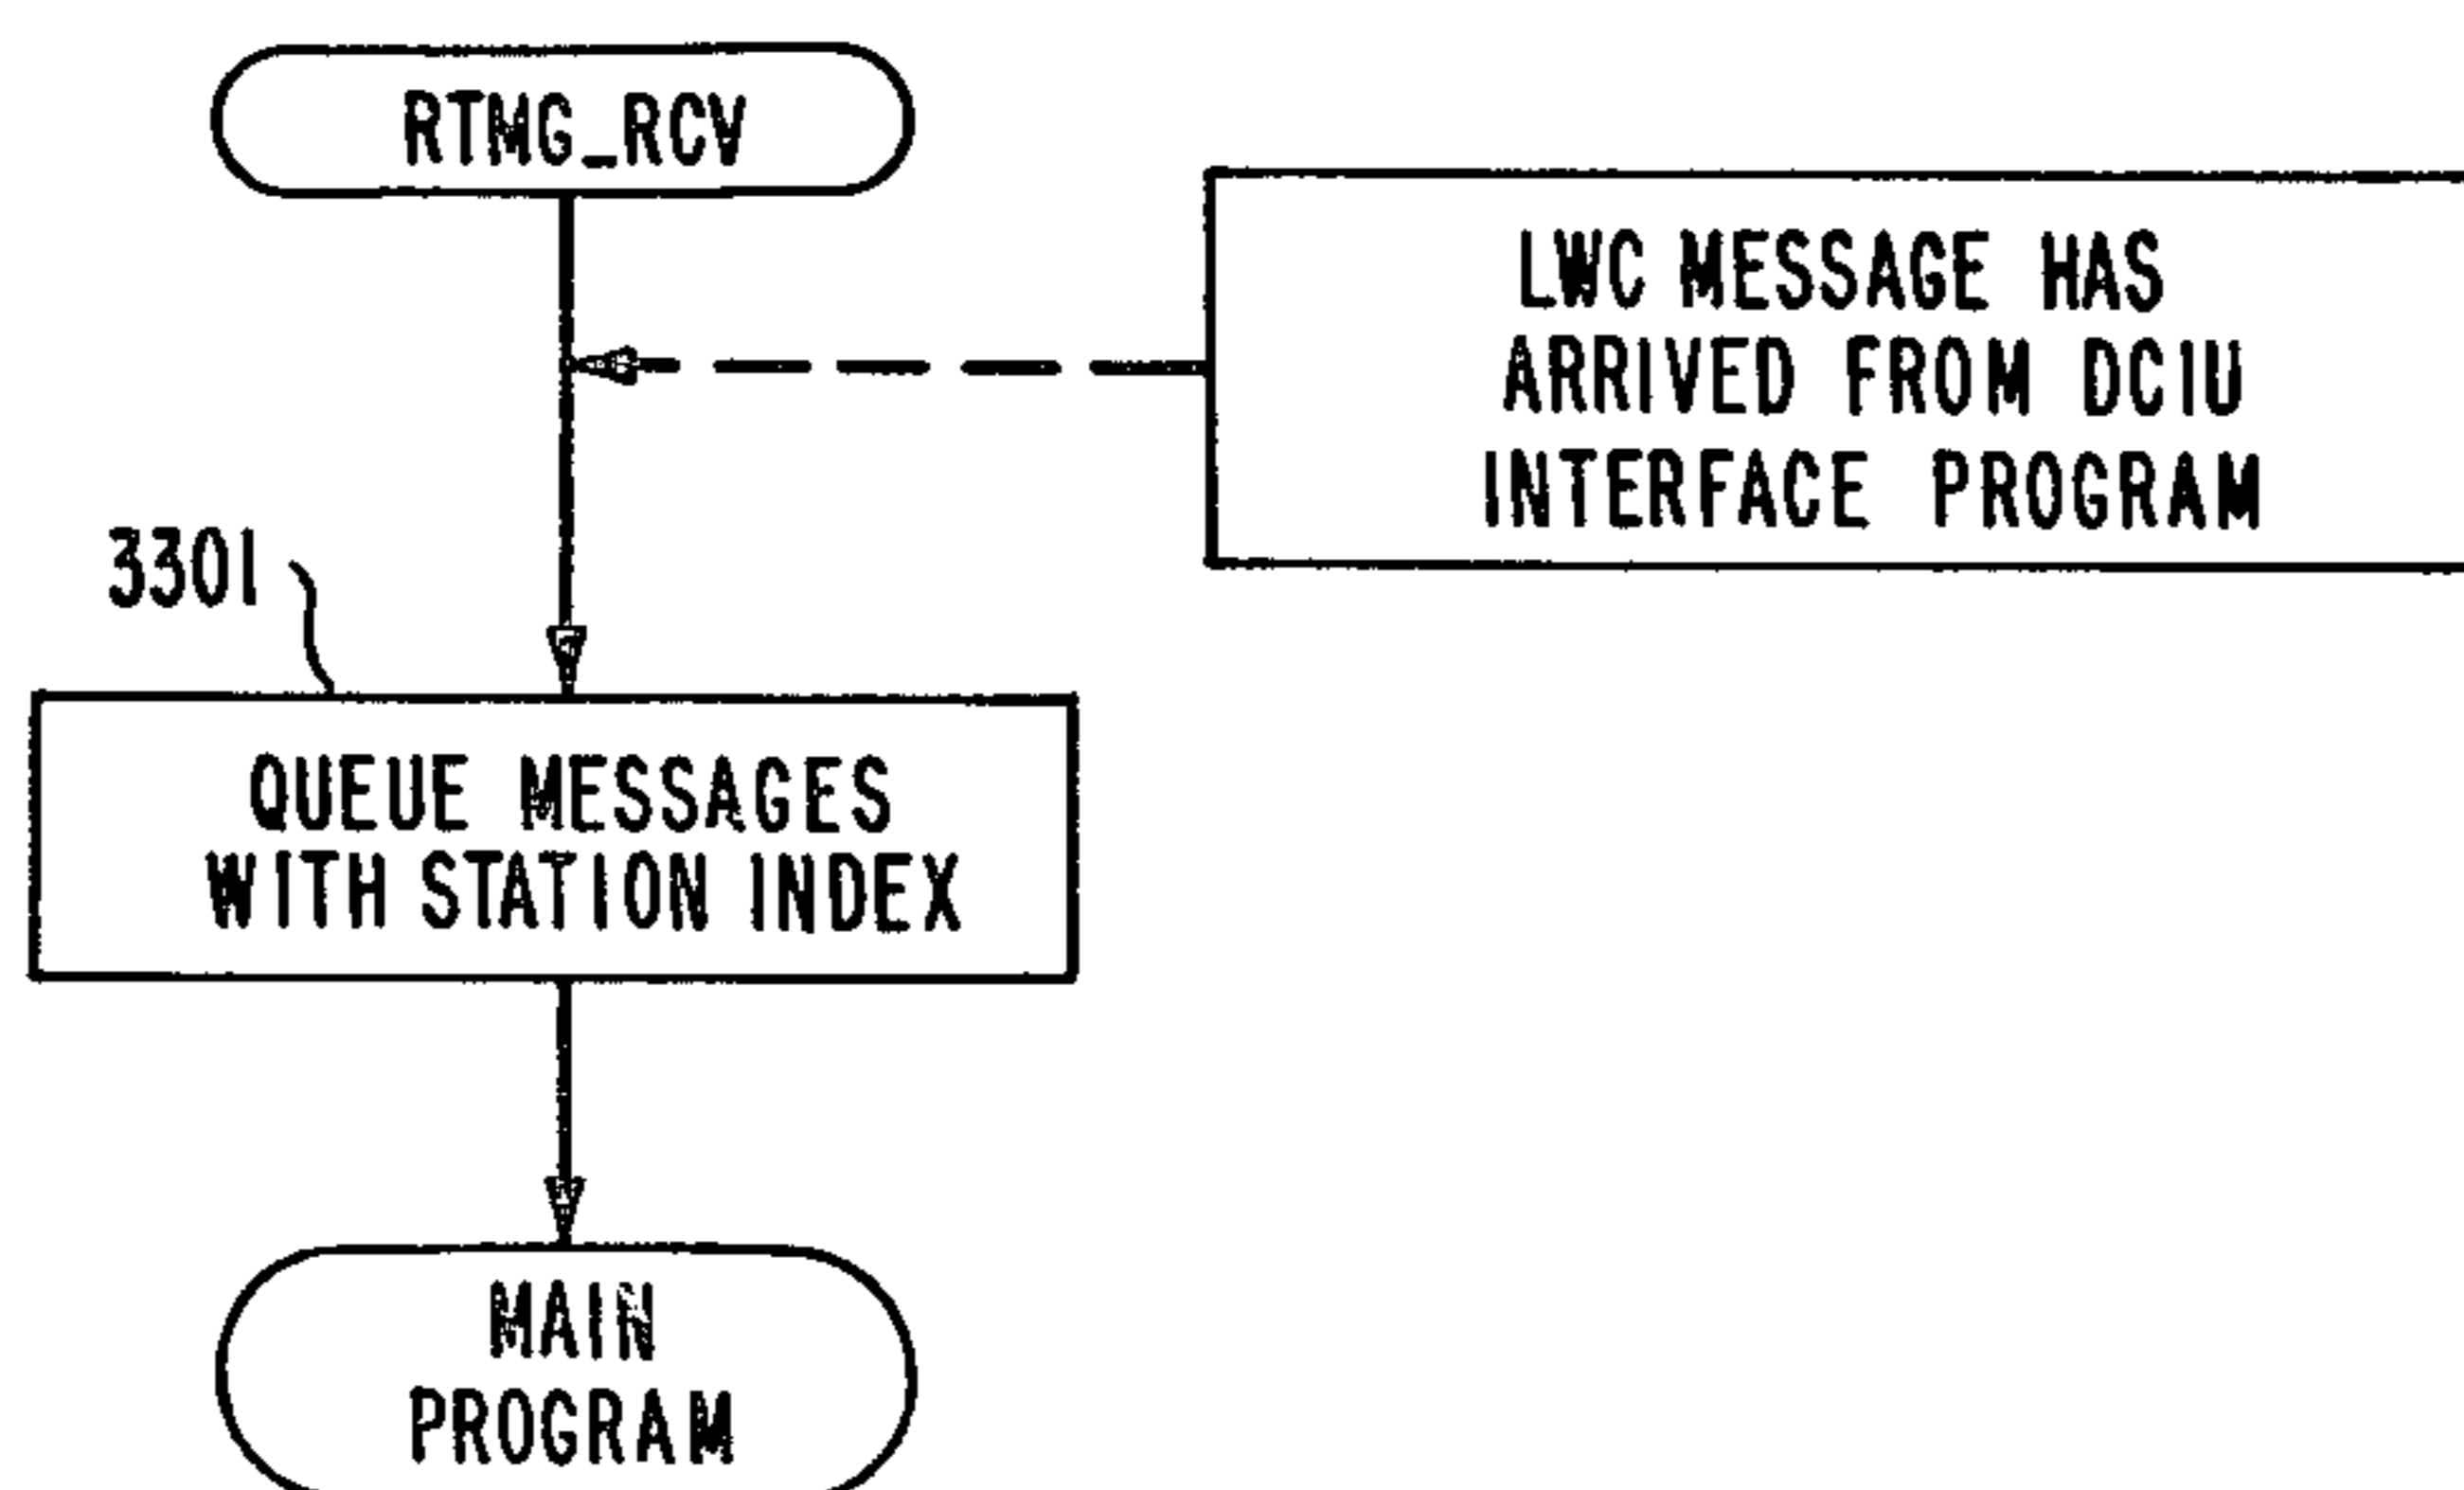 RTMG_RCV
LWC MESSAGE HAS
ARRIVED FROM DCIU
INTERFACE PROGRAM
3301
QUEUE MESSAGES
WITH STATION INDEX
MAIN
PROGRAM